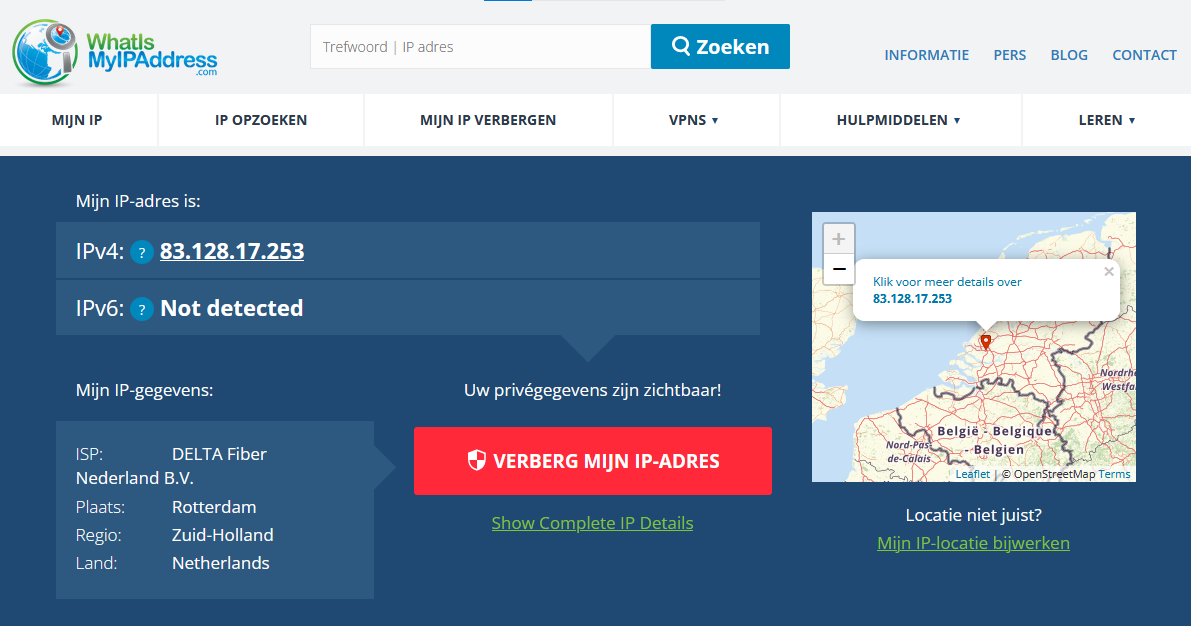 WhatIs
MyIPAddress
.com
Trefwoord | IP adres
Zoeken
INFORMATIE PERS BLOG CONTACT
MIJN IP IP OPZOEKEN MIJN IP VERBERGEN VPNS ▼ HULPMIDDELEN ▼ LEREN ▼
Mijn IP-adres is:
IPv4: ? 83.128.17.253
IPv6: ? Not detected
Mijn IP-gegevens:
ISP: DELTA Fiber
Nederland B.V.
Plaats: Rotterdam
Regio: Zuid-Holland
Land: Netherlands
Uw privégegevens zijn zichtbaar!
VERBERG MIJN IP-ADRES
Show Complete IP Details
+
−
Klik voor meer details over
83.128.17.253
×
Nordrhe
Westfa
België - Belgique
- Belgien
Nord-Pas-
de-Calais
Leaflet | © OpenStreetMap Terms
Locatie niet juist?
Mijn IP-locatie bijwerken